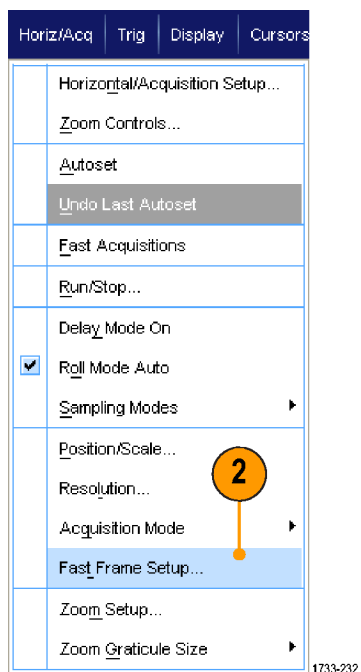 Horiz/Acq Trig Display Cursors
Horizontal/Acquisition Setup...
Zoom Controls...
Autoset
Undo Last Autoset
Fast Acquisitions
Run/Stop...
Delay Mode On
Roll Mode Auto
Sampling Modes
Position/Scale...
2
Resolution...
Acquisition Mode
Fast Frame Setup...
Zoom Setup...
Zoom Graticule Size
1733-232